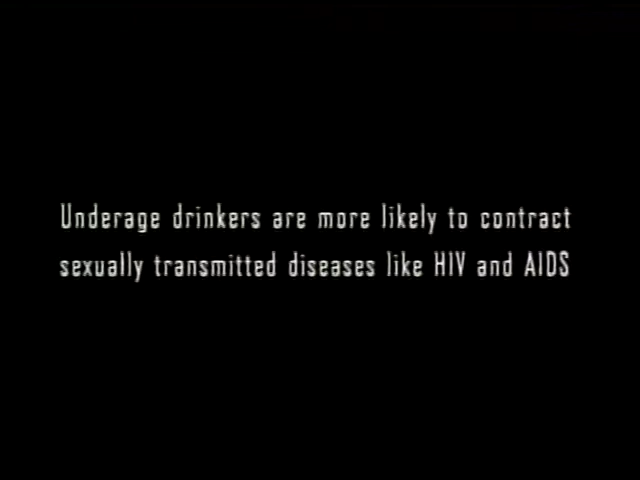 Underage drinkers are more likely to contract
sexually transmitted diseases like HIV and AIDS